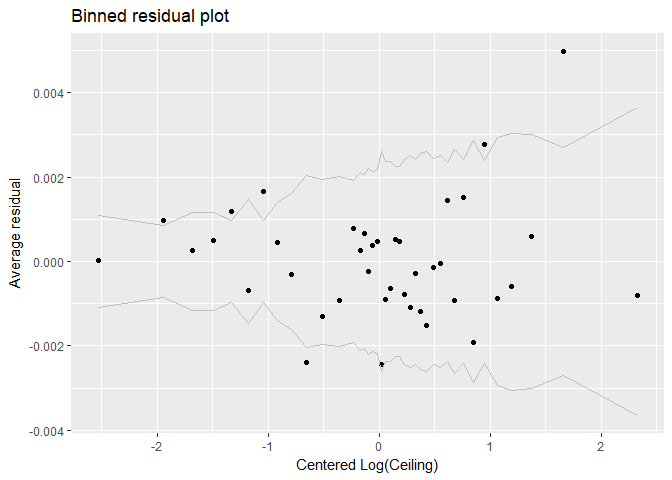 Binned residual plot
Average residual
0.004
0.002
0.000
-0.002
-0.004
-2 -1 0 1 2
Centered Log(Ceiling)